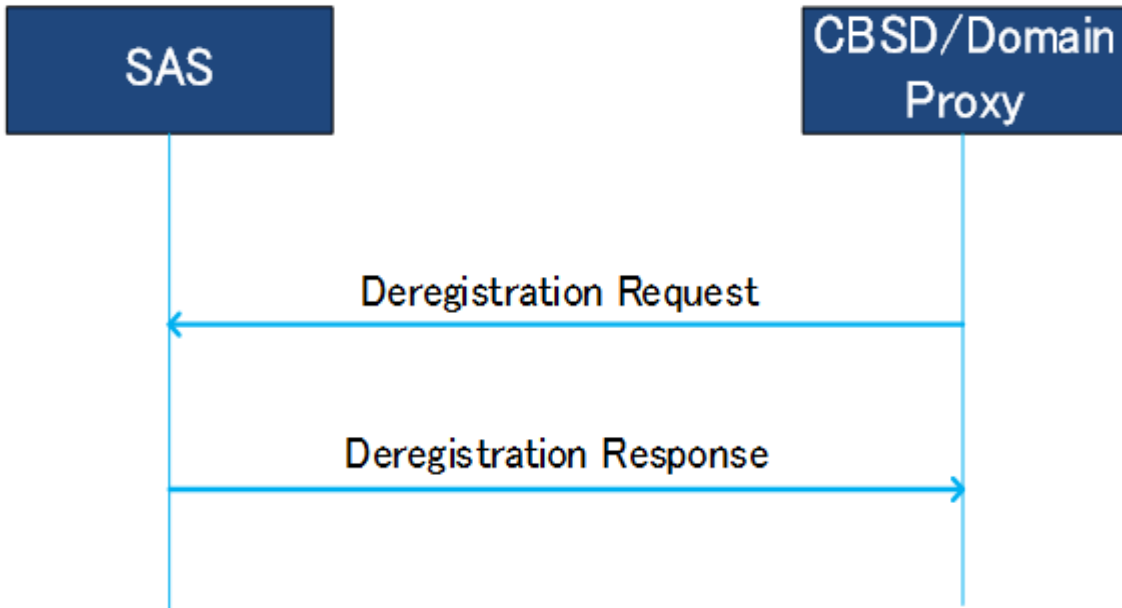 SAS
CBSD/Domain
Proxy
Deregistration Request
Deregistration Response